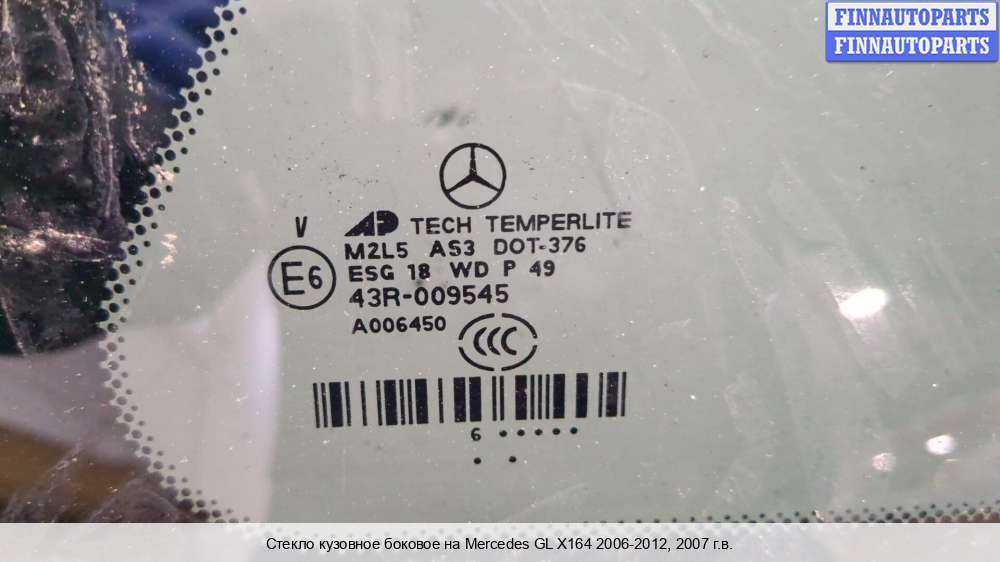 FINNAUTOPARTS
FINNAUTOPARTS
V
AP TECH TEMPERLITE
M2L5 AS3 DOT-376
E6
ESG 18 WD P 49
43R-009545
A006450
CCC
6 • • • • •
• •
Стекло кузовное боковое на Mercedes GL X164 2006-2012, 2007 г.в.